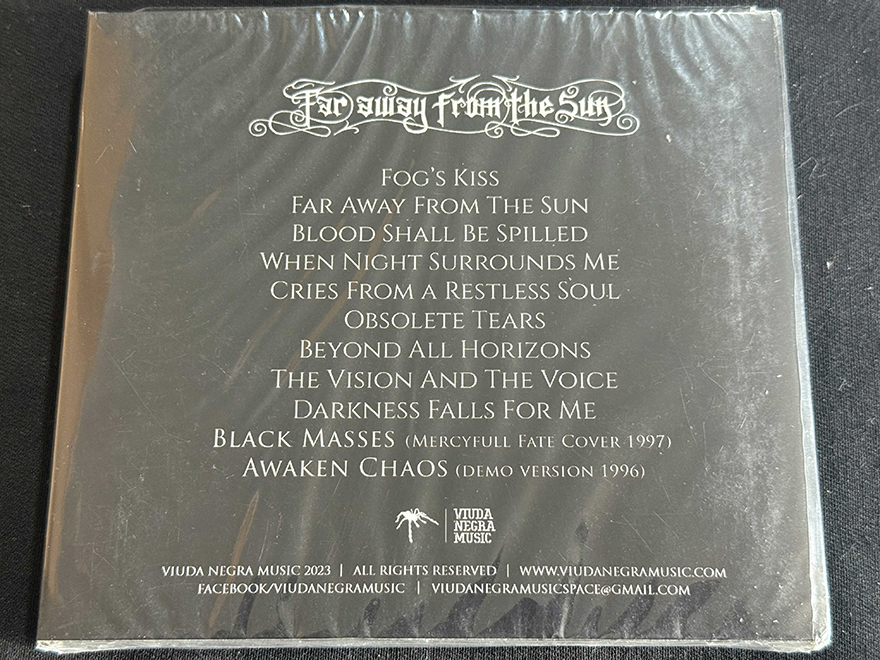 Far away from the Sun
FOG'S KISS
FAR AWAY FROM THE SUN
BLOOD SHALL BE SPILLED
WHEN NIGHT SURROUNDS ME
CRIES FROM A RESTLESS SOUL
OBSOLETE TEARS
BEYOND ALL HORIZONS
THE VISION AND THE VOICE
DARKNESS FALLS FOR ME
BLACK MASSES (MERCYFULL FATE COVER 1997)
AWAKEN CHAOS (DEMO VERSION 1996)
VIUDA
NEGRA
MUSIC
VIUDA NEGRA MUSIC 2023 | ALL RIGHTS RESERVED | WWW.VIUDANEGRAMUSIC.COM
FACEBOOK/VIUDANEGRAMUSIC | VIUDANEGRAMUSICSPACE@GMAIL.COM